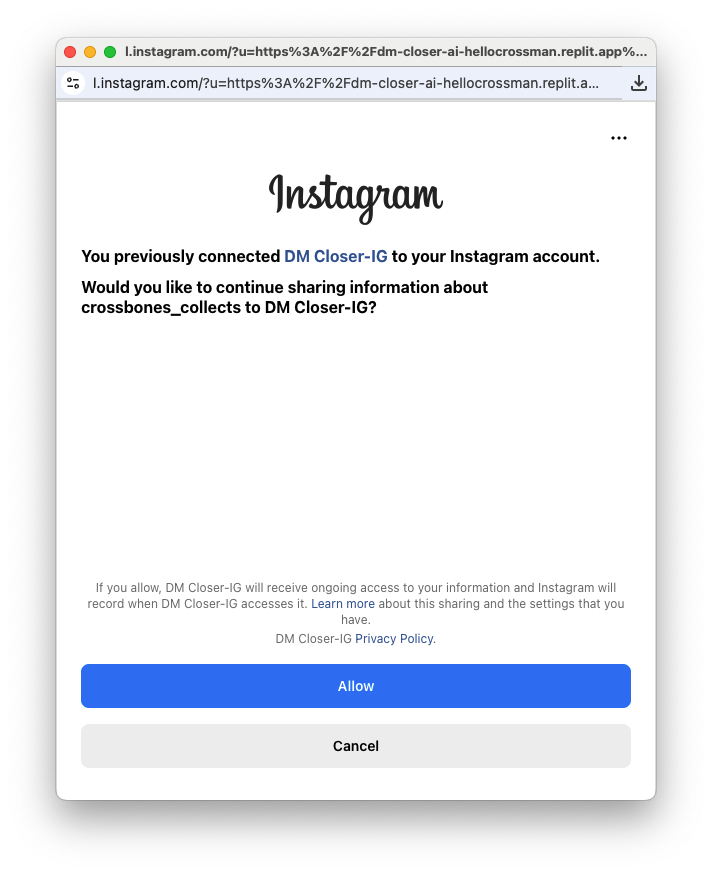 l.instagram.com/?u=https%3A%2F%2Fdm-closer-ai-hellocrossman.replit.app%...
l.instagram.com/?u=https%3A%2F%2Fdm-closer-ai-hellocrossman.replit.a...
Instagram
You previously connected DM Closer-IG to your Instagram account.
Would you like to continue sharing information about
crossbones_collects to DM Closer-IG?
If you allow, DM Closer-IG will receive ongoing access to your information and Instagram will
record when DM Closer-IG accesses it. Learn more about this sharing and the settings that you
have.
DM Closer-IG Privacy Policy.
Allow
Cancel